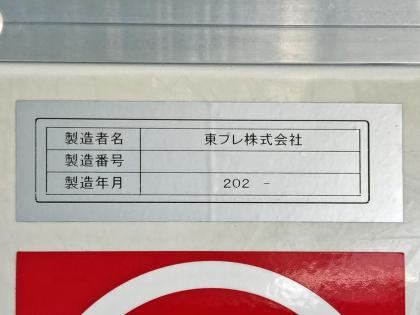 製造者名 東プレ株式会社
製造番号
製造年月 202 -